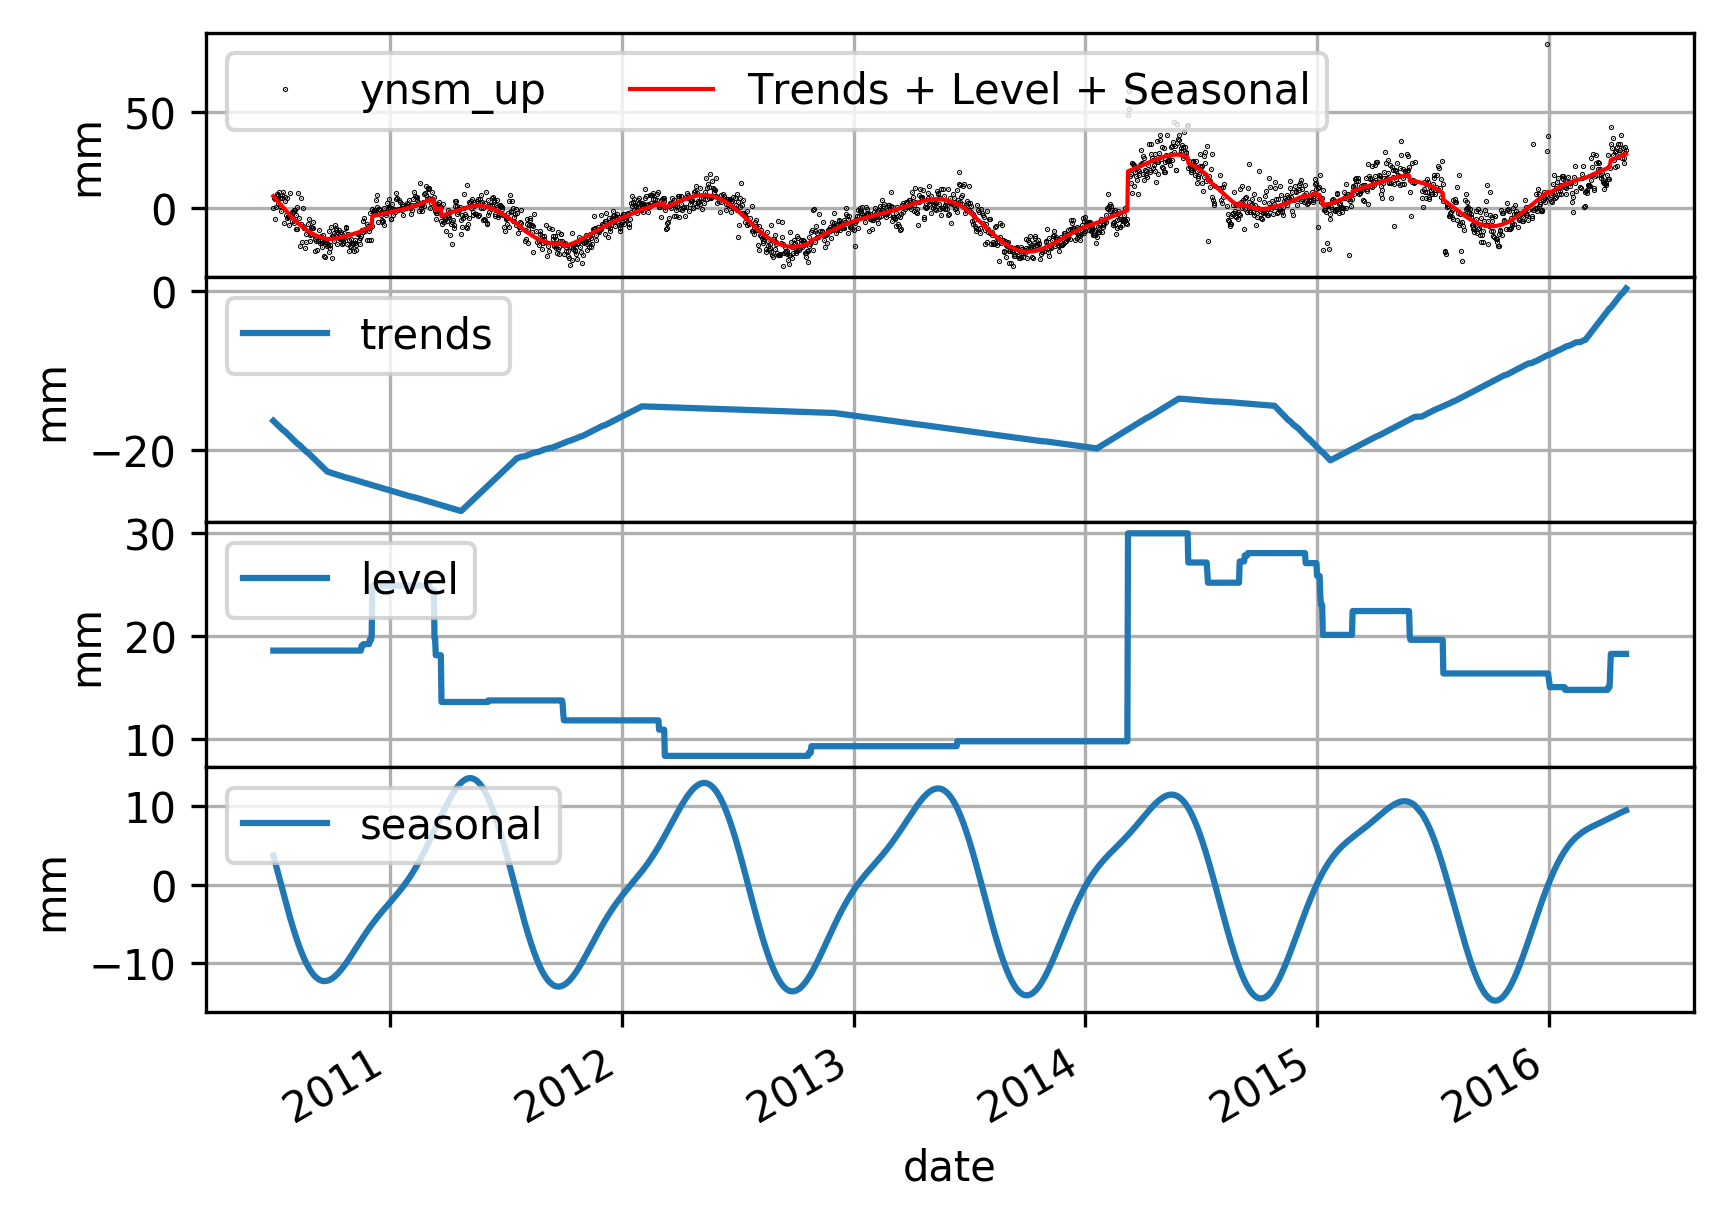 ynsm_up Trends + Level + Seasonal
50
0
mm
0
−20
mm
trends
30
20
10
mm
level
10
0
−10
mm
seasonal
2011 2012 2013 2014 2015 2016
date